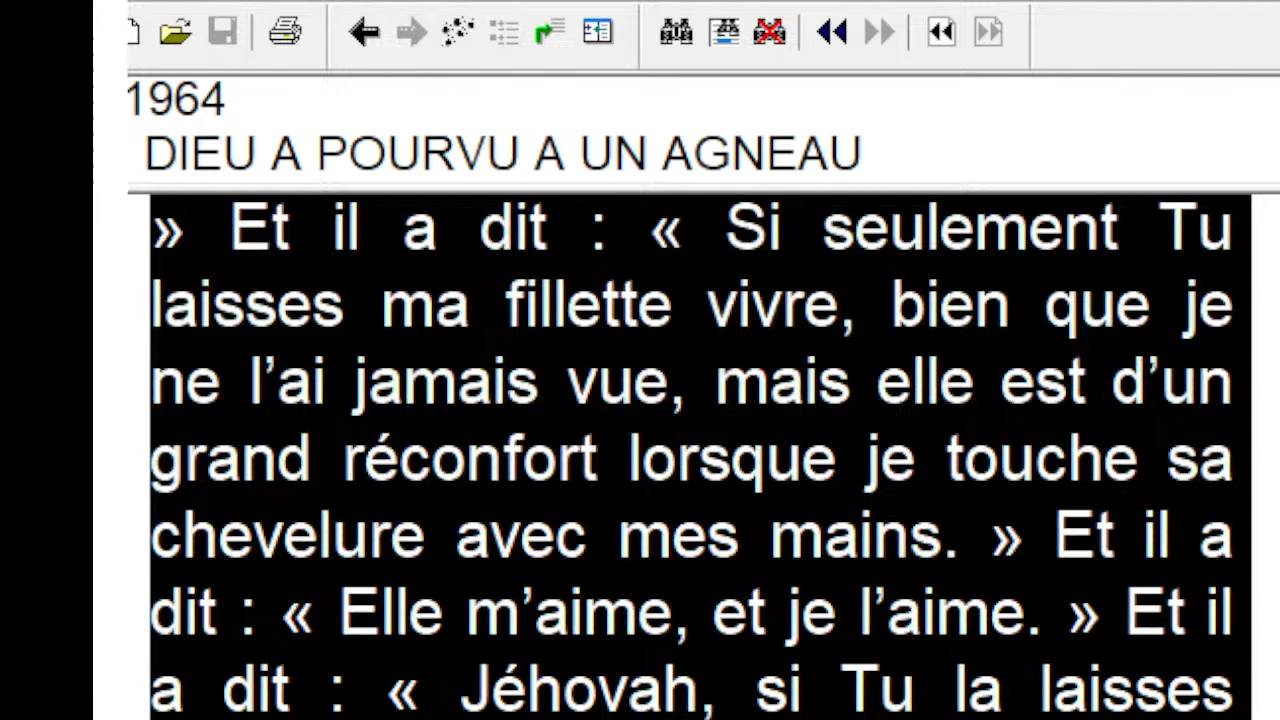 1964
DIEU A POURVU A UN AGNEAU
» Et il a dit : « Si seulement Tu
laisses ma fillette vivre, bien que je
ne l’ai jamais vue, mais elle est d’un
grand réconfort lorsque je touche sa
chevelure avec mes mains. » Et il a
dit : « Elle m’aime, et je l’aime. » Et il
a dit : « Jéhovah, si Tu la laisses